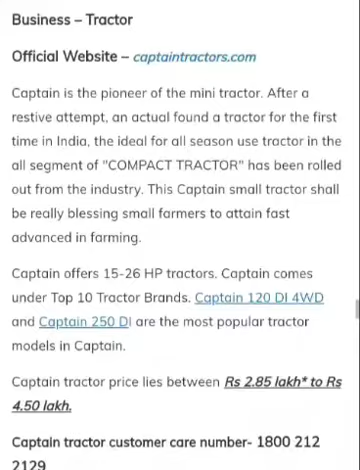 Business – Tractor
Official Website – captaintractors.com
Captain is the pioneer of the mini tractor. After a
restive attempt, an actual found a tractor for the first
time in India, the ideal for all season use tractor in the
all segment of "COMPACT TRACTOR" has been rolled
out from the industry. This Captain small tractor shall
be really blessing small farmers to attain fast
advanced in farming.
Captain offers 15-26 HP tractors. Captain comes
under Top 10 Tractor Brands. Captain 120 DI 4WD
and Captain 250 DI are the most popular tractor
models in Captain.
Captain tractor price lies between Rs 2.85 lakh* to Rs
4.50 lakh.
Captain tractor customer care number- 1800 212
2129